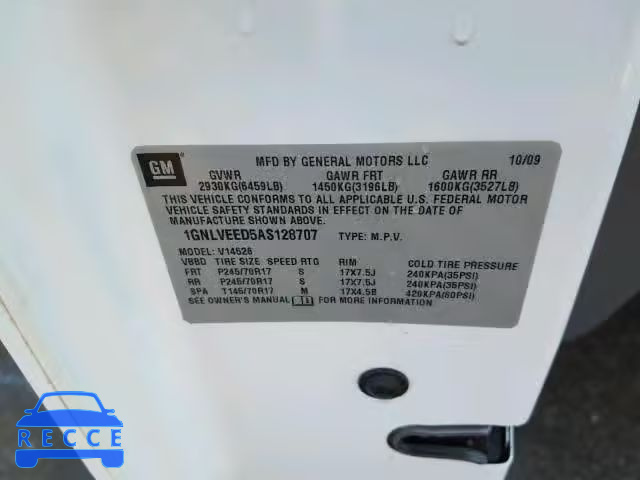 GM
MFD BY GENERAL MOTORS LLC 10/09
GVWR GAWR FRT GAWR RR
2930KG(6459LB) 1450KG(3196LB) 1600KG(3527LB)
THIS VEHICLE CONFORMS TO ALL APPLICABLE U.S. FEDERAL MOTOR
VEHICLE SAFETY STANDARDS IN EFFECT ON THE DATE OF
MANUFACTURE SHOWN ABOVE.
1GNLVEED5AS128707 TYPE: M.P.V.
MODEL: V14526
VBBD TIRE SIZE SPEED RTG RIM COLD TIRE PRESSURE
FRT P245/70R17 S 17X7.5J 240KPA(35PSI)
RR P245/70R17 S 17X7.5J 240KPA(35PSI)
SPA T145/70R17 M 17X4.5B 420KPA(60PSI)
SEE OWNER'S MANUAL FOR MORE INFORMATION.
RECCE